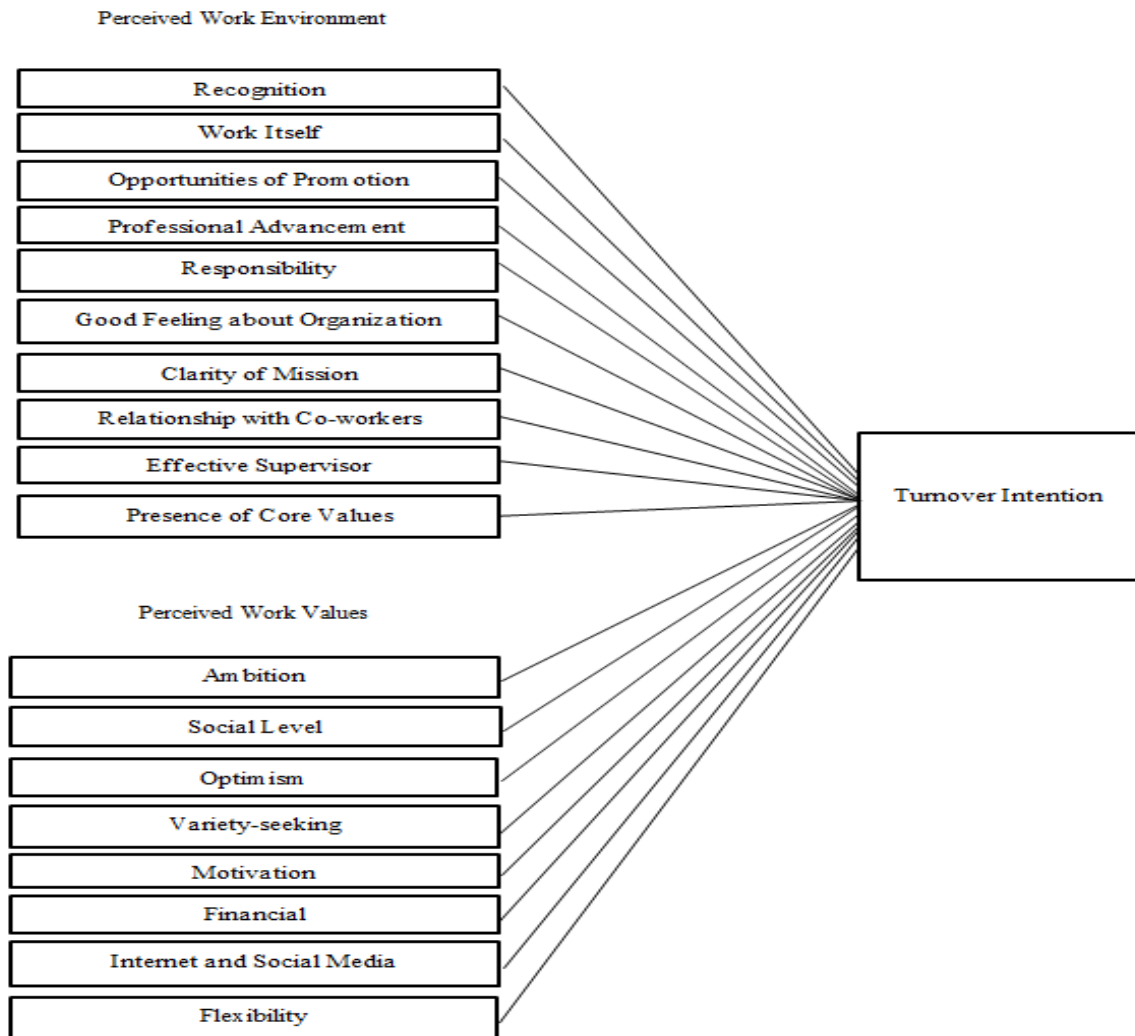 Perceived Work Environment
Recognition
Work Itself
Opportunities of Promotion
Professional Advancement
Responsibility
Good Feeling about Organization
Clarity of Mission
Relationship with Co-workers
Effective Supervisor
Presence of Core Values
Turnover Intention
Perceived Work Values
Ambition
Social Level
Optimism
Variety-seeking
Motivation
Financial
Internet and Social Media
Flexibility